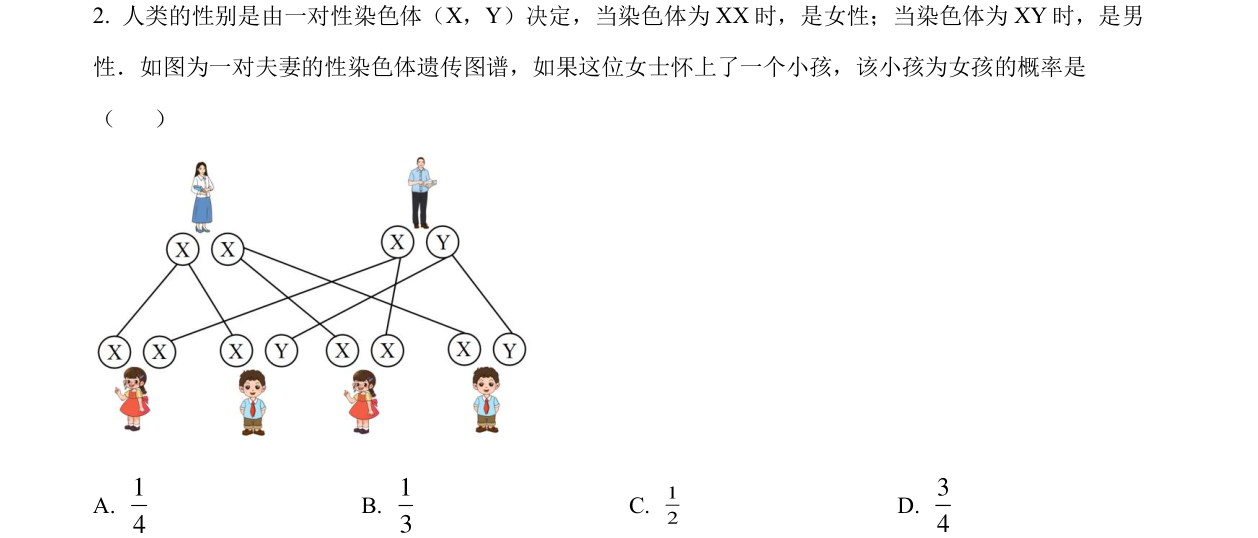 2. 人类的性别是由一对性染色体（X，Y）决定，当染色体为 XX 时，是女性；当染色体为 XY 时，是男
性．如图为一对夫妻的性染色体遗传图谱，如果这位女士怀上了一个小孩，该小孩为女孩的概率是
（　　）
X X X Y
X X X Y X X X Y
A. 1/4 B. 1/3 C. 1/2 D. 3/4